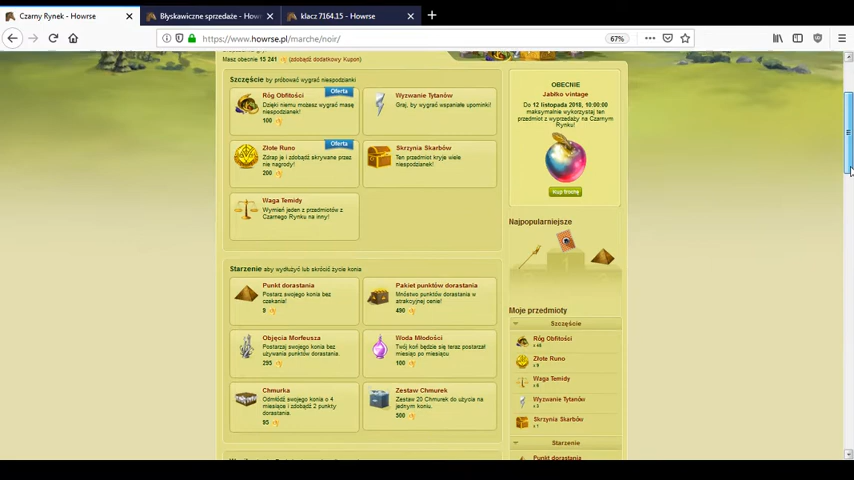 Czarny Rynek - Howrse
Błyskawiczne sprzedaże - Howrse
klacz 7164.15 - Howrse
https://www.howrse.pl/marche/noir/
67%
Masz obecnie 15 241 (zdobądź dodatkowy Kupon)
Szczęście by próbować wygrać niespodzianki
Róg Obfitości
Oferta
Dzięki niemu możesz wygrać masę
niespodzianek!
100
Wyzwanie Tytanów
Graj, by wygrać wspaniałe upominki!
Złote Runo
Oferta
Zdrap je i zdobądź skrywane przez
nie nagrody!
200
Skrzynia Skarbów
Ten przedmiot kryje wiele
niespodzianek!
Waga Temidy
Wymień jeden z przedmiotów z
Czarnego Rynku na inny!
Starzenie aby wydłużyć lub skrócić życie konia
Punkt dorastania
Postarz swojego konia bez
czekania!
Pakiet punktów dorastania
Mnóstwo punktów dorastania w
atrakcyjnej cenie!
490
Objęcia Morfeusza
Postarzaj swojego konia bez
używania punktów dorastania.
295
Woda Młodości
Twój koń będzie się teraz postarzał
miesiąc po miesiącu
100
Chmurka
Odmłódź swojego konia o 4
miesiące i zdobądź 2 punkty
dorastania.
95
Zestaw Chmurek
Zestaw 20 Chmurek do użycia na
jednym koniu.
500
OBECNIE
Jabłko vintage
Do 12 listopada 2018, 10:00:00
maksymalnie wykorzystaj ten
przedmiot z wyprzedaży na Czarnym
Rynku!
Kup troszkę
Najpopularniejsze
1
Moje przedmioty
Szczęście
Róg Obfitości
Złote Runo
x 9
Waga Temidy
x 6
Wyzwanie Tytanów
Skrzynia Skarbów
x 1
Starzenie
Punkt dorastania